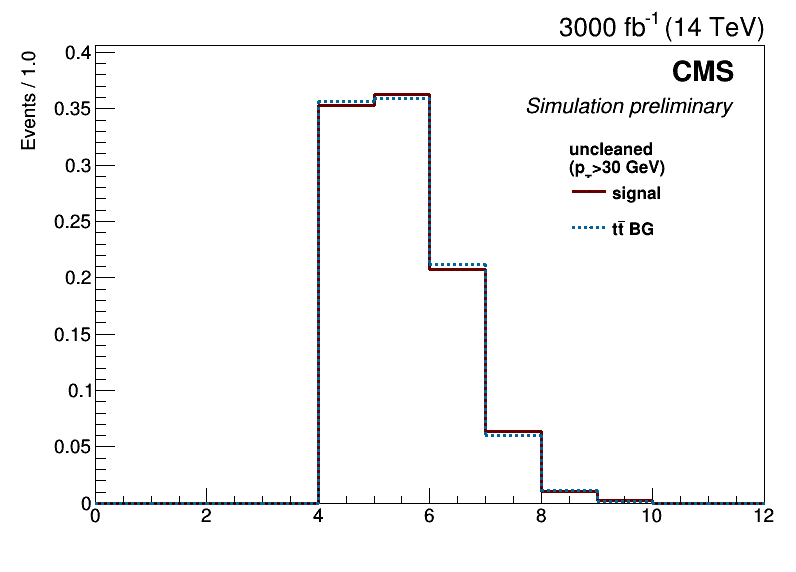 3000 fb⁻¹ (14 TeV)
Events / 1.0
CMS
Simulation preliminary
uncleaned
(p >30 GeV)
signal
tt̄ BG
0.4
0.35
0.3
0.25
0.2
0.15
0.1
0.05
0
0 2 4 6 8 10 12